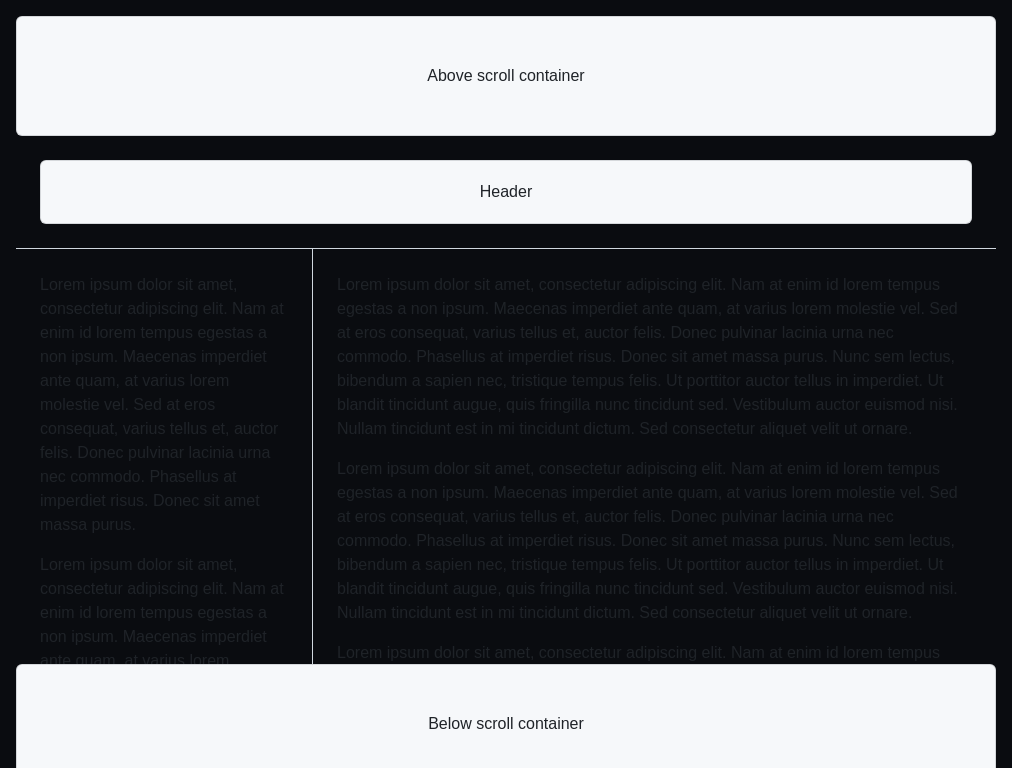 Above scroll container
Header
Lorem ipsum dolor sit amet,
consectetur adipiscing elit. Nam at
enim id lorem tempus egestas a
non ipsum. Maecenas imperdiet
ante quam, at varius lorem
molestie vel. Sed at eros
consequat, varius tellus et, auctor
felis. Donec pulvinar lacinia urna
nec commodo. Phasellus at
imperdiet risus. Donec sit amet
massa purus.
Lorem ipsum dolor sit amet,
consectetur adipiscing elit. Nam at
enim id lorem tempus egestas a
non ipsum. Maecenas imperdiet
ante quam, at varius lorem
Lorem ipsum dolor sit amet, consectetur adipiscing elit. Nam at enim id lorem tempus
egestas a non ipsum. Maecenas imperdiet ante quam, at varius lorem molestie vel. Sed
at eros consequat, varius tellus et, auctor felis. Donec pulvinar lacinia urna nec
commodo. Phasellus at imperdiet risus. Donec sit amet massa purus. Nunc sem lectus,
bibendum a sapien nec, tristique tempus felis. Ut porttitor auctor tellus in imperdiet. Ut
blandit tincidunt augue, quis fringilla nunc tincidunt sed. Vestibulum auctor euismod nisi.
Nullam tincidunt est in mi tincidunt dictum. Sed consectetur aliquet velit ut ornare.
Lorem ipsum dolor sit amet, consectetur adipiscing elit. Nam at enim id lorem tempus
egestas a non ipsum. Maecenas imperdiet ante quam, at varius lorem molestie vel. Sed
at eros consequat, varius tellus et, auctor felis. Donec pulvinar lacinia urna nec
commodo. Phasellus at imperdiet risus. Donec sit amet massa purus. Nunc sem lectus,
bibendum a sapien nec, tristique tempus felis. Ut porttitor auctor tellus in imperdiet. Ut
blandit tincidunt augue, quis fringilla nunc tincidunt sed. Vestibulum auctor euismod nisi.
Nullam tincidunt est in mi tincidunt dictum. Sed consectetur aliquet velit ut ornare.
Lorem ipsum dolor sit amet, consectetur adipiscing elit. Nam at enim id lorem tempus
Below scroll container